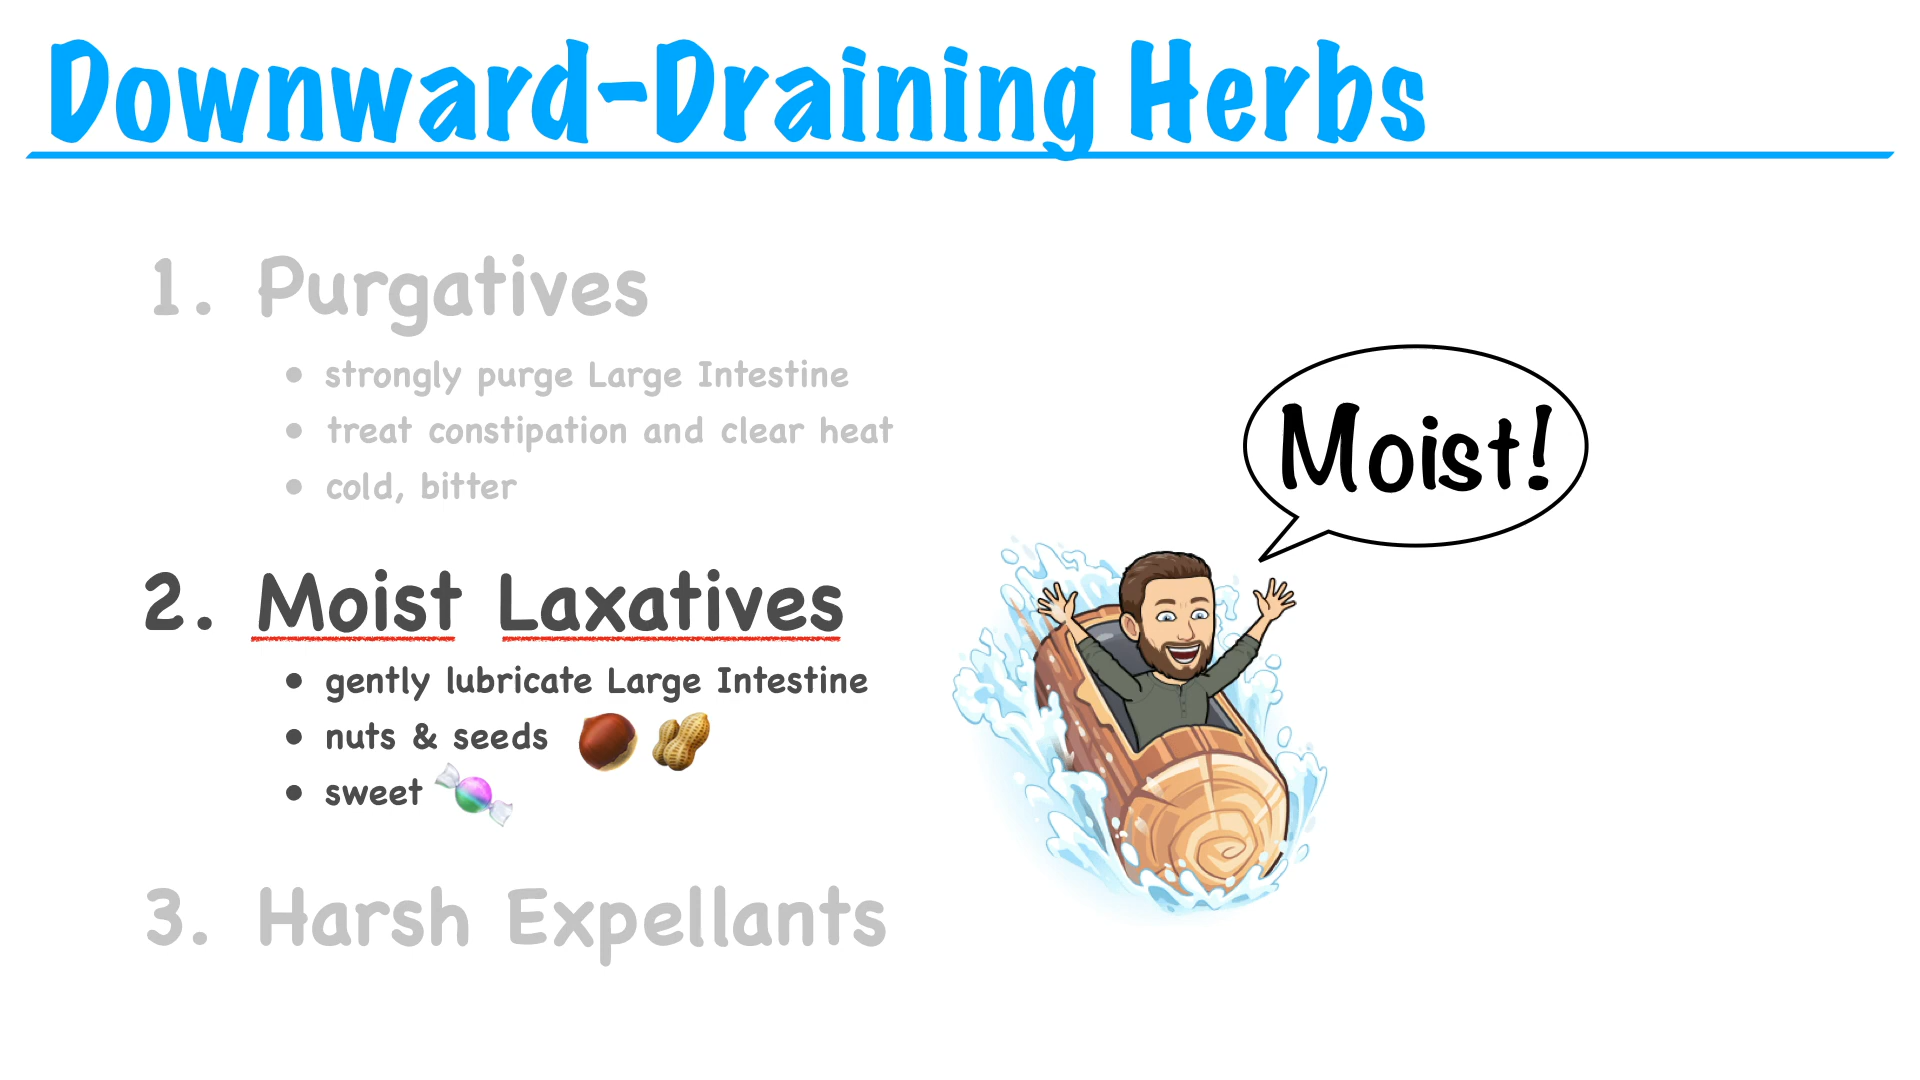 Downward-Draining Herbs
1. Purgatives
• strongly purge Large Intestine
• treat constipation and clear heat
• cold, bitter
Moist!
2. Moist Laxatives
• gently lubricate Large Intestine
• nuts & seeds
• sweet
3. Harsh Expellants